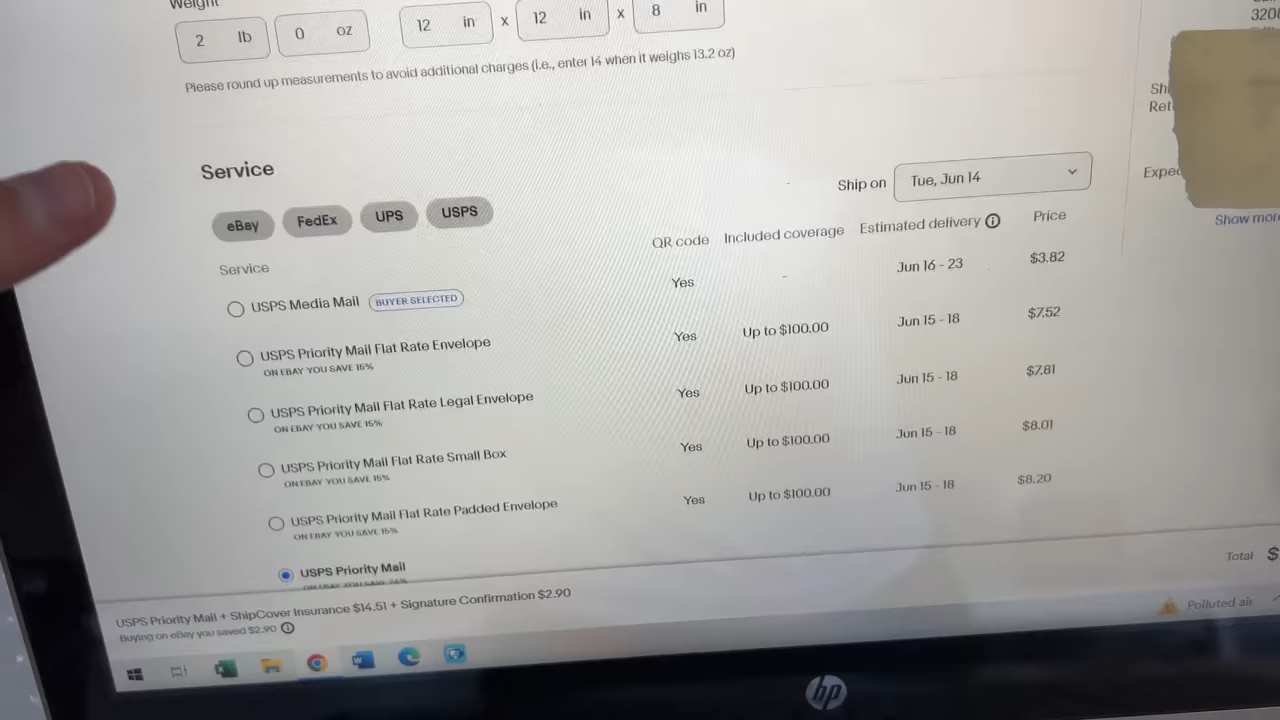 Weight
2 lb 0 oz 12 in x 12 in x 8 in
Please round up measurements to avoid additional charges (i.e., enter 14 when it weighs 13.2 oz)
Service
Ship on Tue, Jun 14
eBay FedEx UPS USPS
Service QR code Included coverage Estimated delivery Price
USPS Media Mail BUYER SELECTED Yes - Jun 16 - 23 $3.82
USPS Priority Mail Flat Rate Envelope Yes Up to $100.00 Jun 15 - 18 $7.52
ON EBAY YOU SAVE 15%
USPS Priority Mail Flat Rate Legal Envelope Yes Up to $100.00 Jun 15 - 18 $7.81
ON EBAY YOU SAVE 15%
USPS Priority Mail Flat Rate Small Box Yes Up to $100.00 Jun 15 - 18 $8.01
ON EBAY YOU SAVE 15%
USPS Priority Mail Flat Rate Padded Envelope Yes Up to $100.00 Jun 15 - 18 $8.20
ON EBAY YOU SAVE 15%
USPS Priority Mail
Total $
USPS Priority Mail + ShipCover Insurance $14.51 + Signature Confirmation $2.90
Buying on eBay you saved $2.90
320
Show more
Polluted air
hp